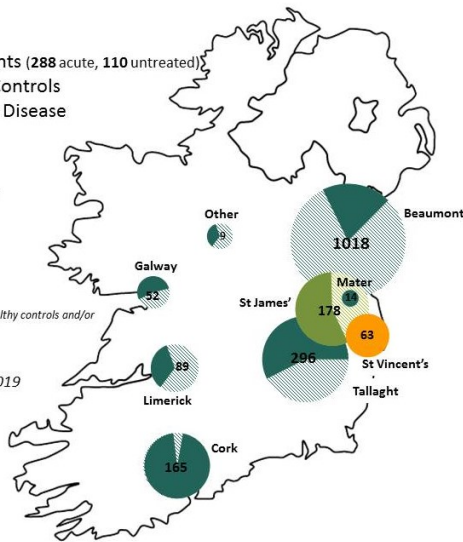 nts (288 acute, 110 untreated)
Controls
Disease
Other
9
Beaumont
1018
Galway
52
Mater
14
St James'
178
lthy controls and/or
63
296
St Vincent's
Tallaght
89
019
Limerick
Cork
165